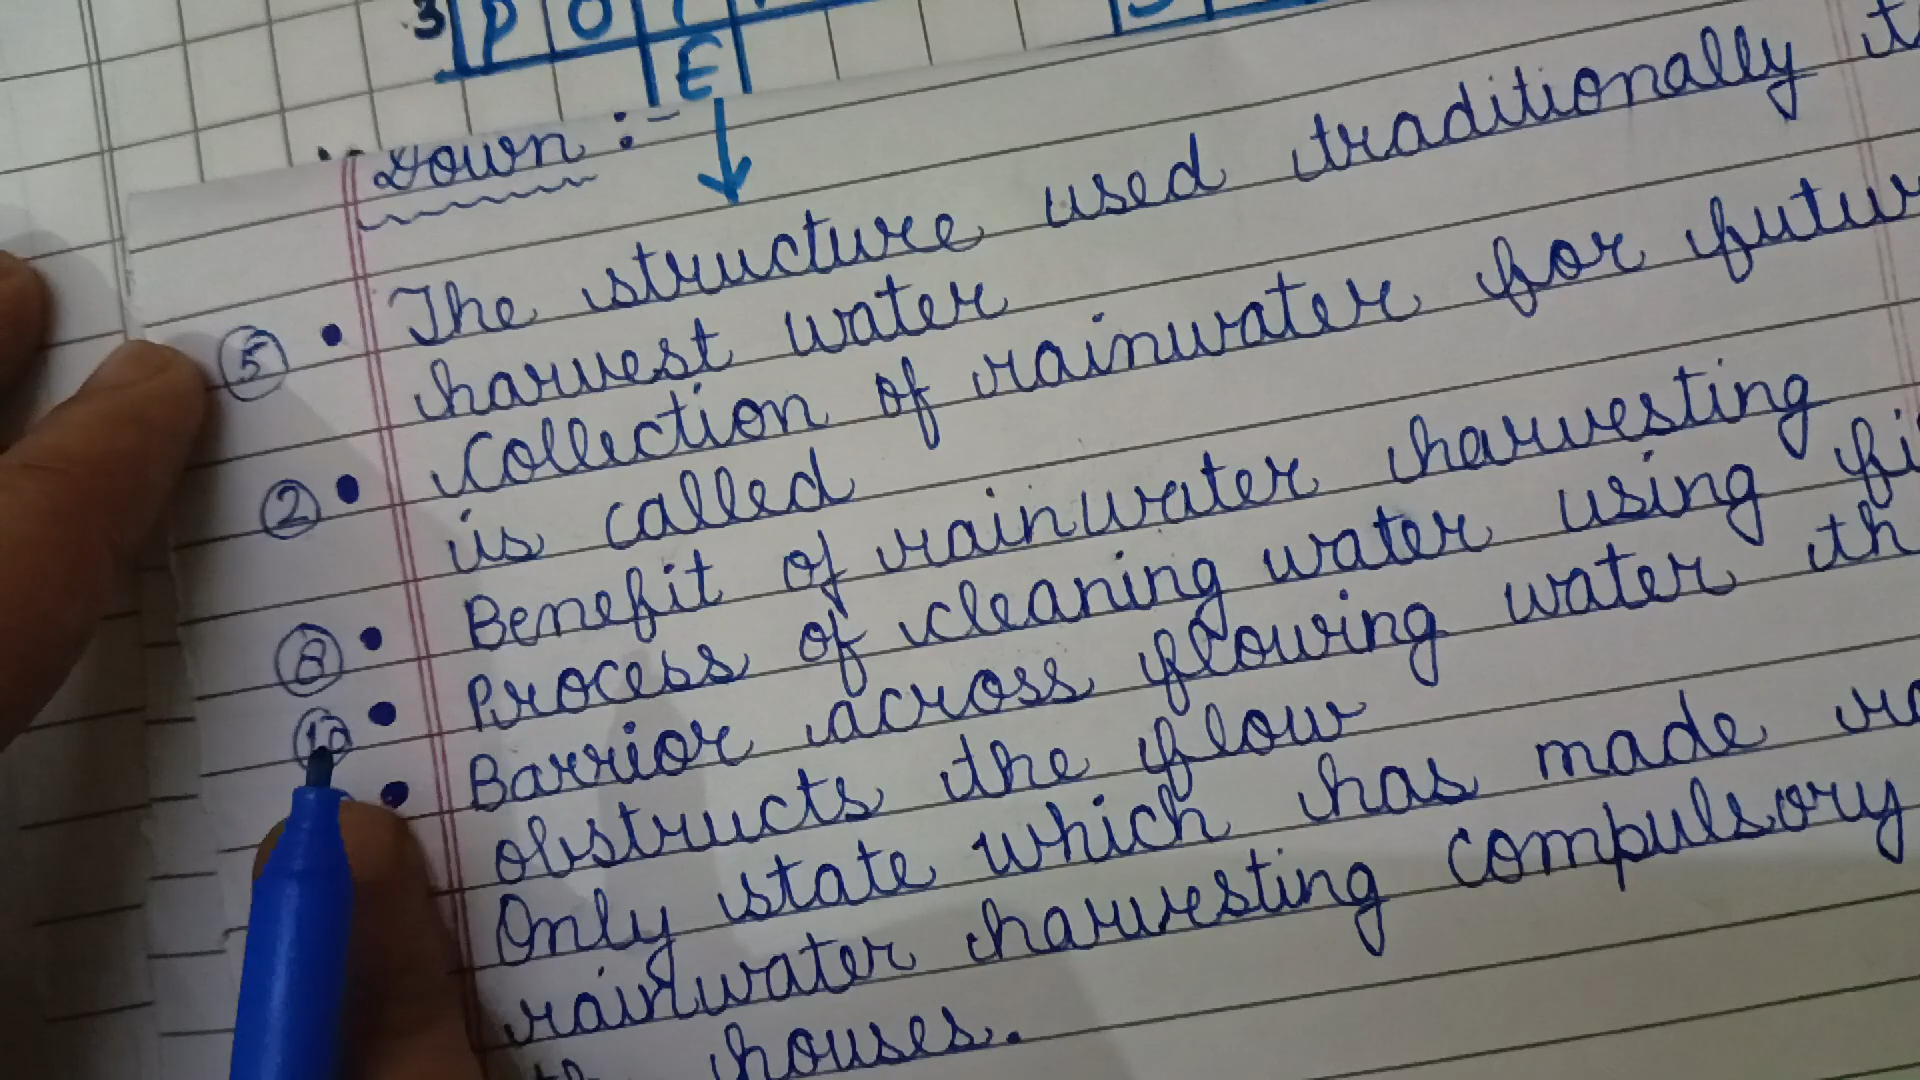 3 P O
E
Down :-
5 • The structure used traditionally
harvest water
2 • Collection of rainwater for
is called
8 • Benefit of rainwater harvesting
10 • Process of cleaning water using
• Barrior across flowing water
obstructs the flow
Only state which has made
rainwater harvesting compulsory
houses.